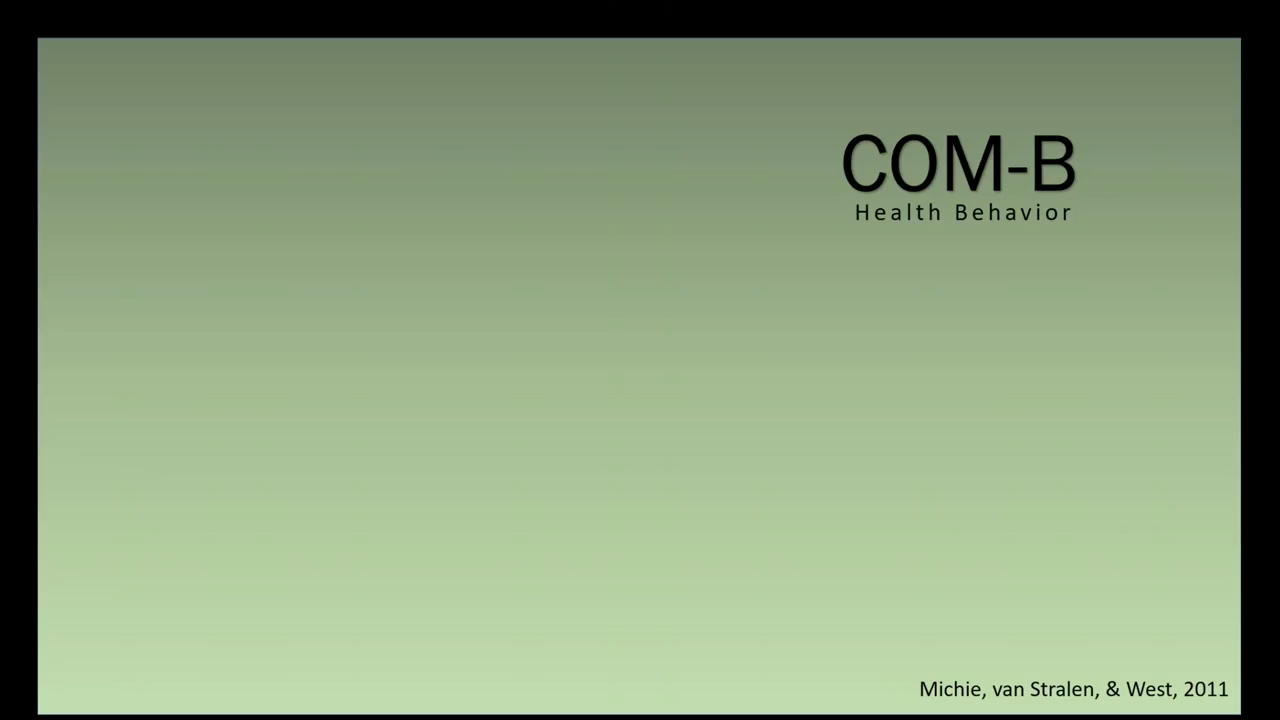 COM-B
Health Behavior
Michie, van Stralen, & West, 2011